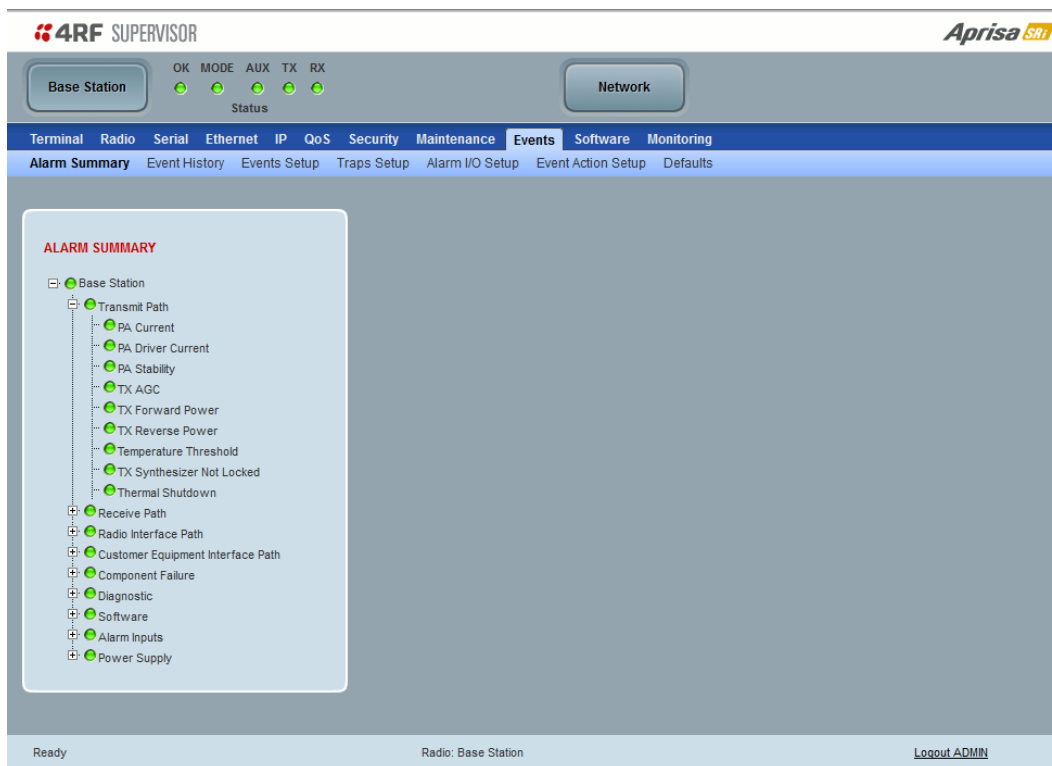 4RF SUPERVISOR
Aprisa SRi
OK MODE AUX TX RX
Base Station
Network
Status
Terminal Radio Serial Ethernet IP QoS Security Maintenance Events Software Monitoring
Alarm Summary Event History Events Setup Traps Setup Alarm I/O Setup Event Action Setup Defaults
ALARM SUMMARY
Base Station
Transmit Path
PA Current
PA Driver Current
PA Stability
TX AGC
TX Forward Power
TX Reverse Power
Temperature Threshold
TX Synthesizer Not Locked
Thermal Shutdown
Receive Path
Radio Interface Path
Customer Equipment Interface Path
Component Failure
Diagnostic
Software
Alarm Inputs
Power Supply
Ready
Radio: Base Station
Logout ADMIN